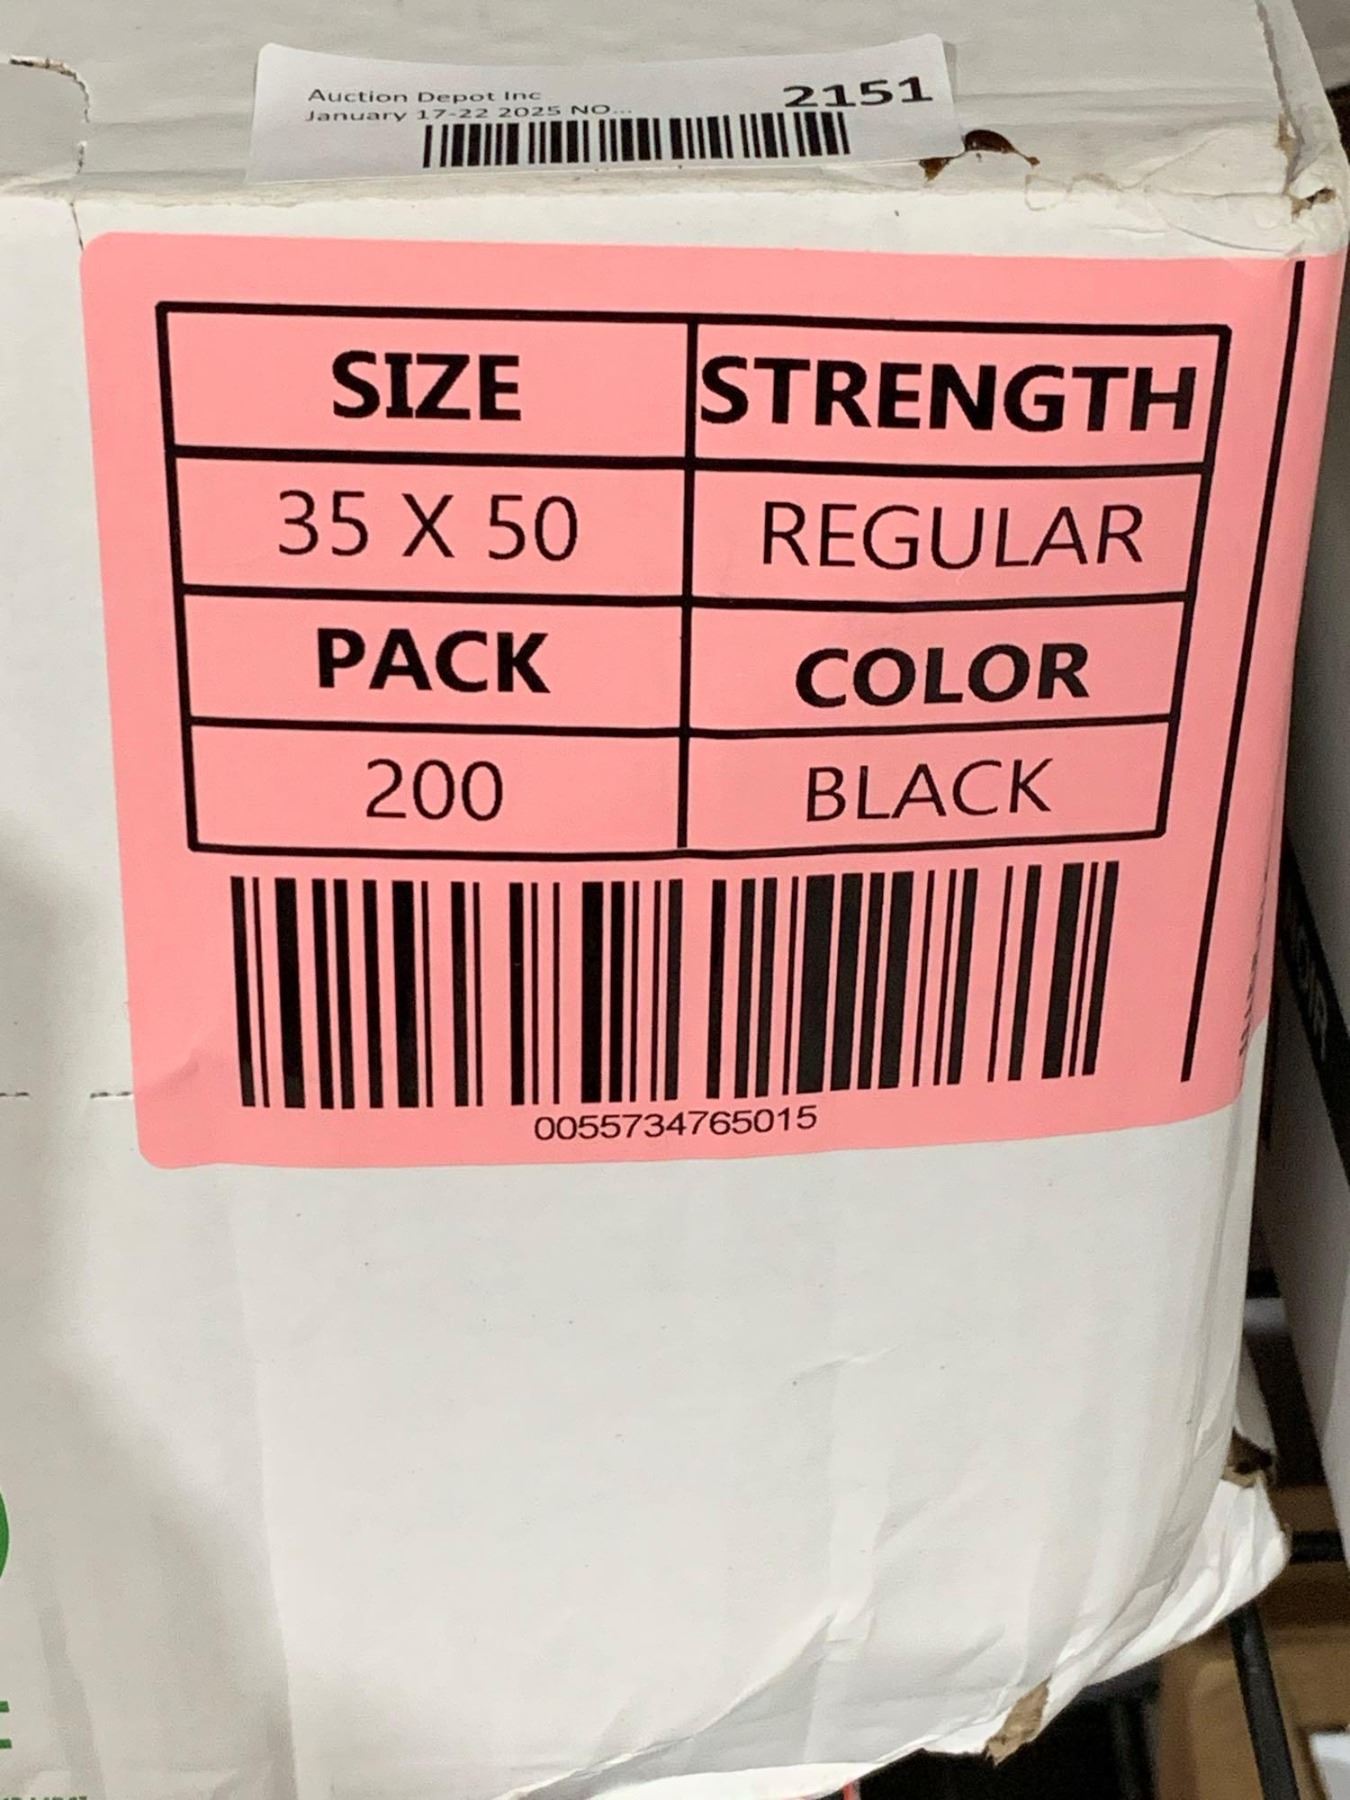 Auction Depot Inc
2151
January 17-22 2025 NO...
SIZE STRENGTH
35 X 50 REGULAR
PACK COLOR
200 BLACK
0055734765015